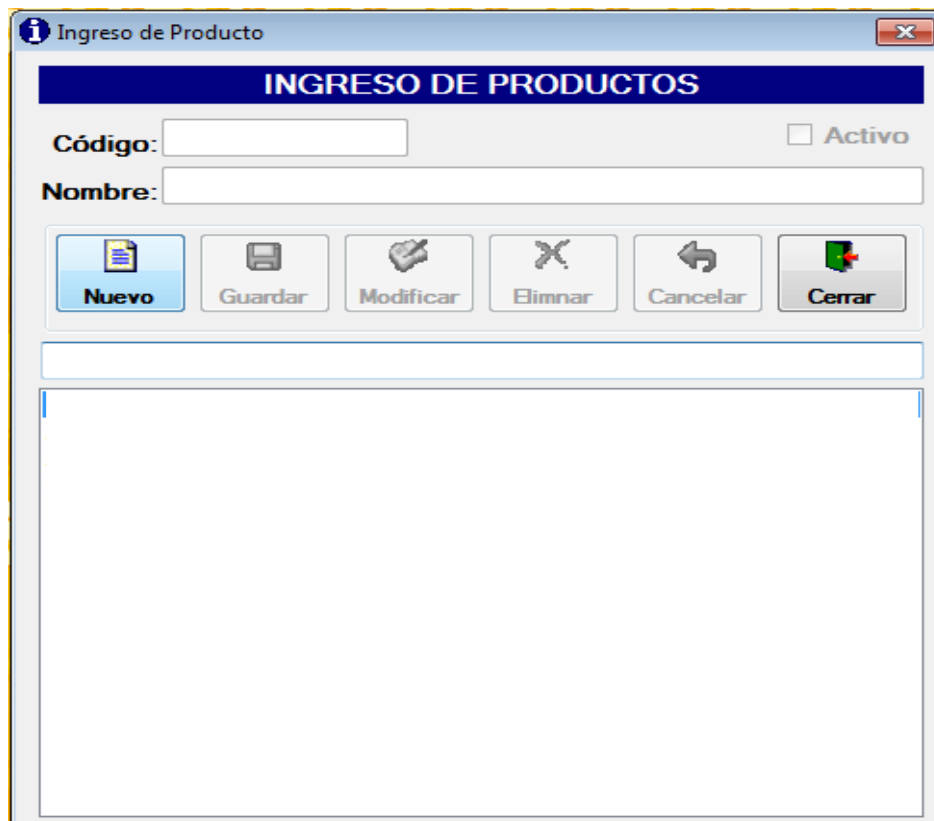 Ingreso de Producto
INGRESO DE PRODUCTOS
Código:
Activo
Nombre:
Nuevo Guardar Modificar Elimnar Cancelar Cerrar